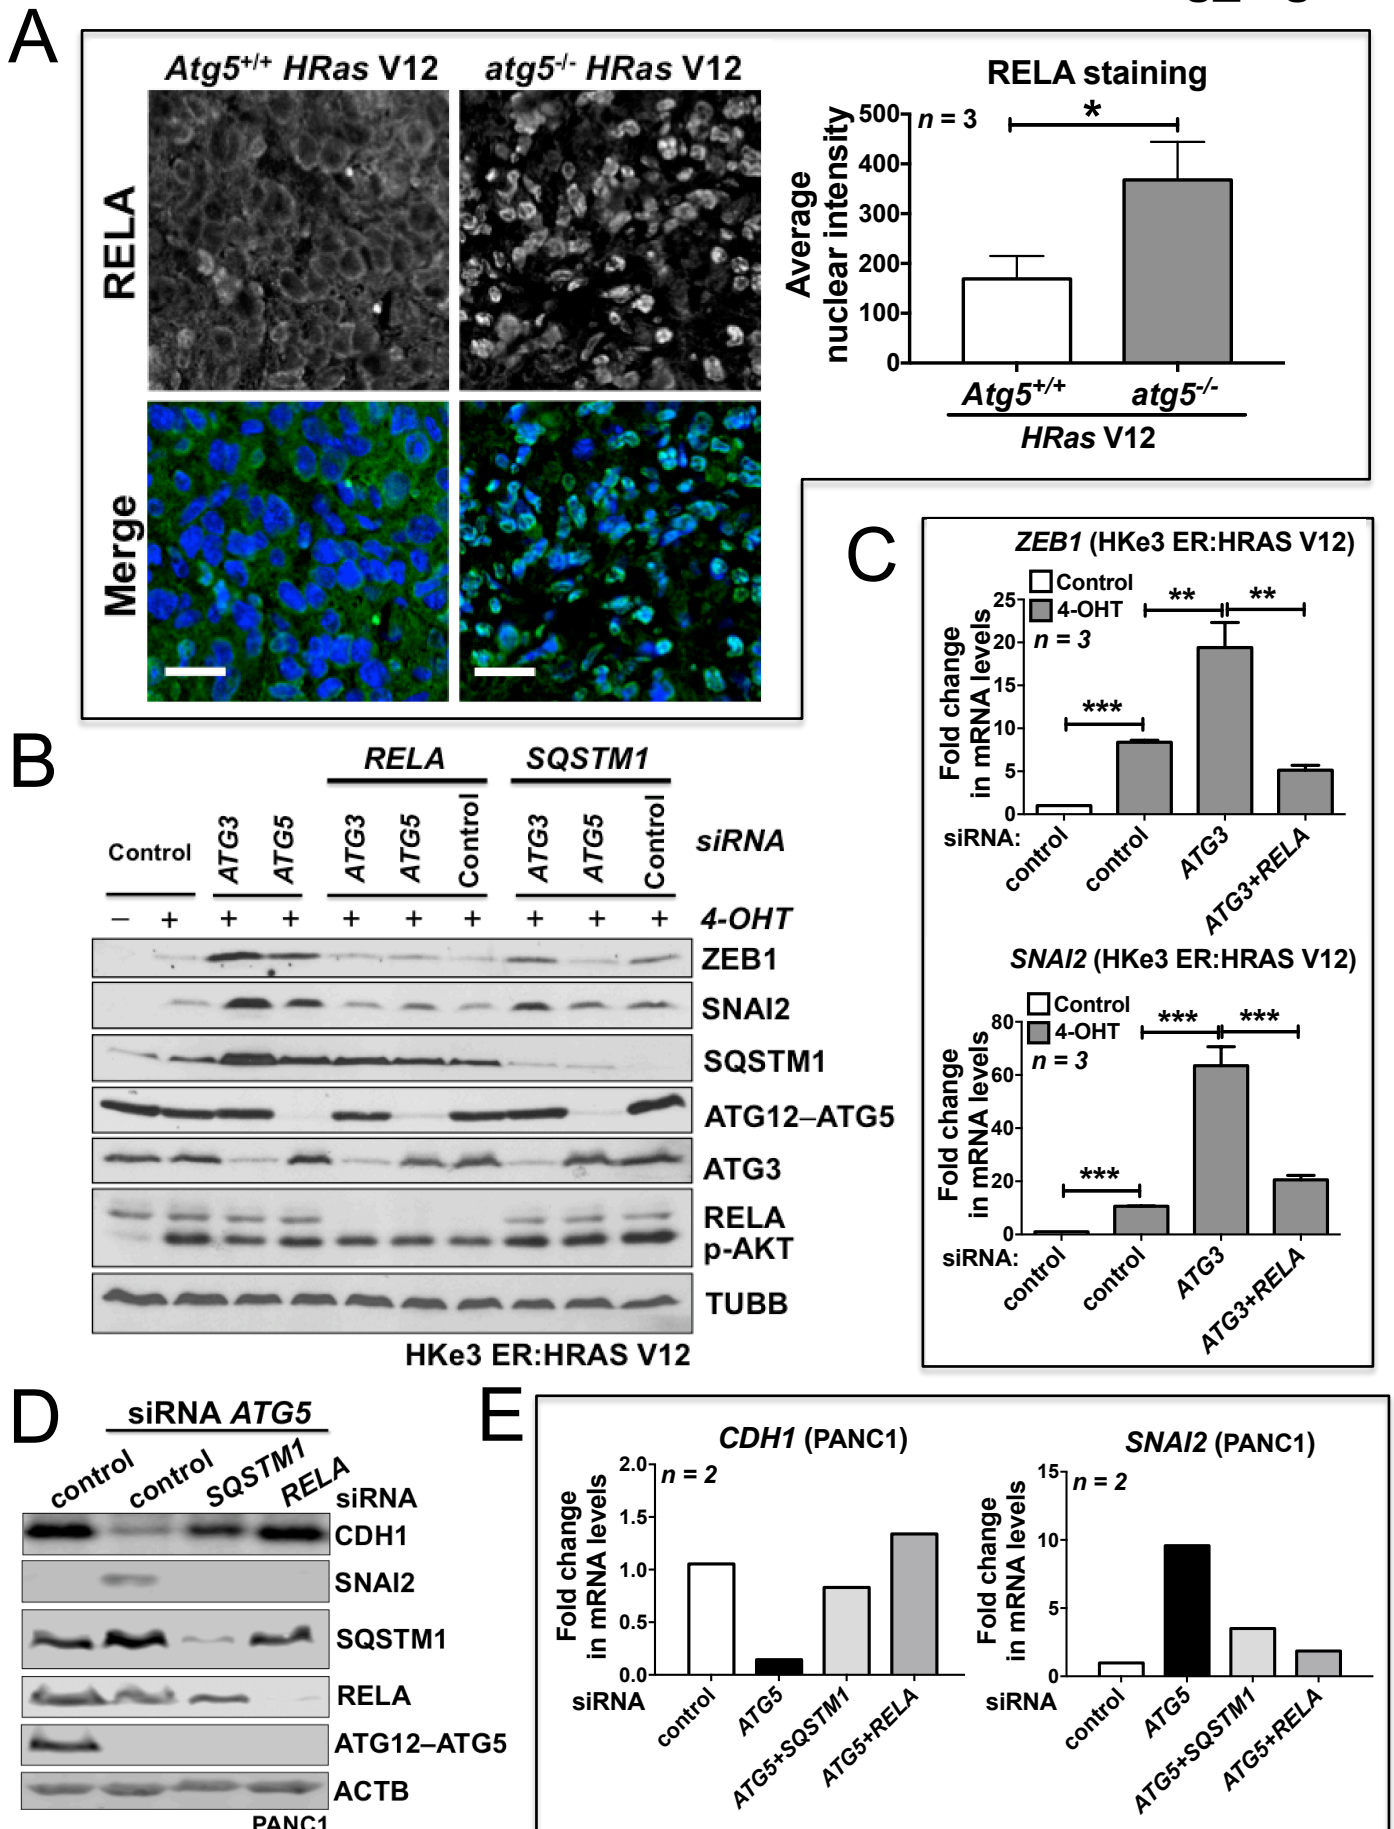 A
Atg5+/+ HRas V12
atg5-/- HRas V12
RELA
Merge
RELA staining
n = 3
*
Average
nuclear intensity
500
400
300
200
100
0
Atg5+/+
atg5-/-
HRas V12
B
RELA
SQSTM1
Control
ATG3
ATG5
ATG3
ATG5
Control
ATG3
ATG5
Control
siRNA
– + + + + + + + + + 4-OHT
ZEB1
SNAI2
SQSTM1
ATG12–ATG5
ATG3
RELA
p-AKT
TUBB
HKe3 ER:HRAS V12
C
ZEB1 (HKe3 ER:HRAS V12)
Control
4-OHT
n = 3
** **
***
Fold change
in mRNA levels
25
20
15
10
5
0
siRNA:
control
control
ATG3
ATG3+RELA
SNAI2 (HKe3 ER:HRAS V12)
Control
4-OHT
n = 3
*** ***
***
Fold change
in mRNA levels
80
60
40
20
0
siRNA:
control
control
ATG3
ATG3+RELA
D
siRNA ATG5
control
control
SQSTM1
RELA
siRNA
CDH1
SNAI2
SQSTM1
RELA
ATG12–ATG5
ACTB
PANC1
E
CDH1 (PANC1)
n = 2
Fold change
in mRNA levels
2.0
1.5
1.0
0.5
0.0
siRNA
control
ATG5
ATG5+SQSTM1
ATG5+RELA
SNAI2 (PANC1)
n = 2
Fold change
in mRNA levels
15
10
5
0
siRNA
control
ATG5
ATG5+SQSTM1
ATG5+RELA